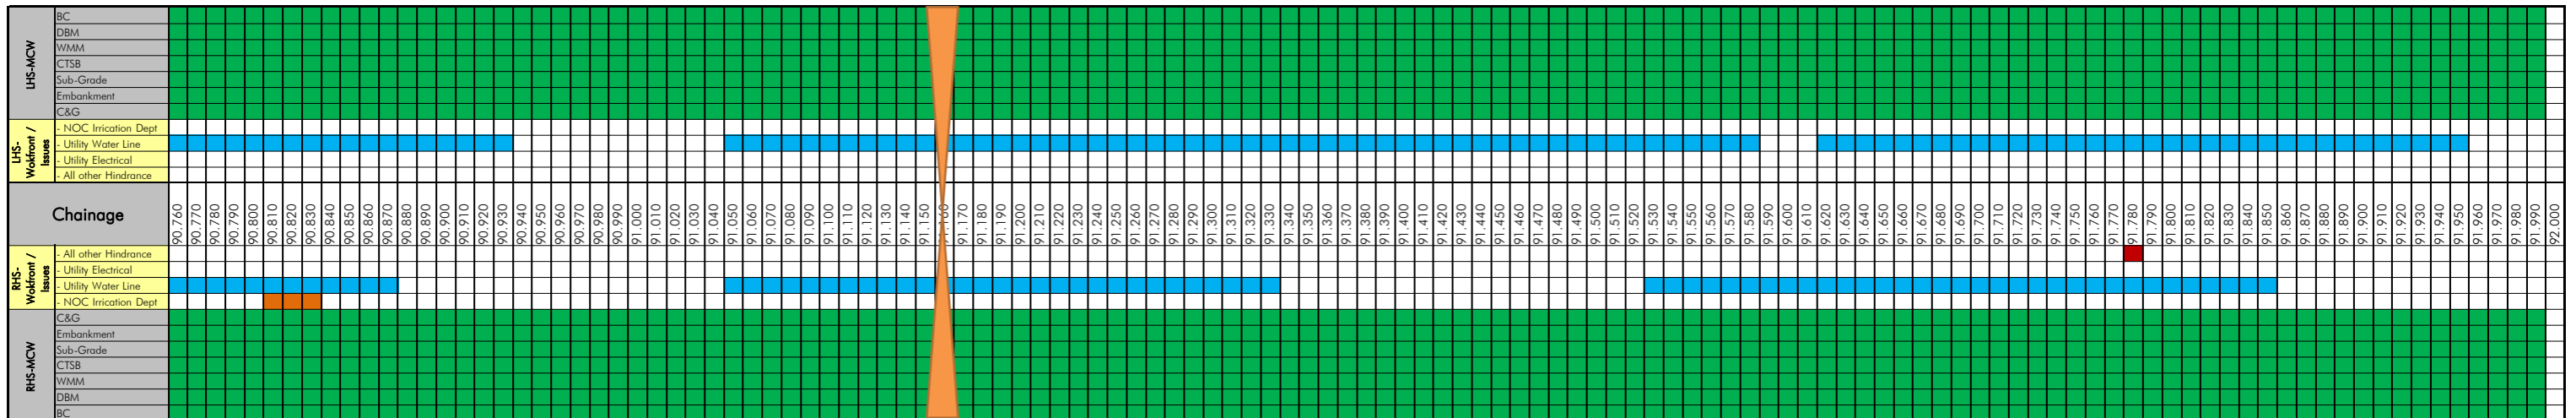 LHS-MCW
BC
DBM
WMM
CTSB
Sub-Grade
Embankment
C&G
LHS-
Wokfront /
Issues
- NOC Irrication Dept
- Utility Water Line
- Utility Electrical
- All other Hindrance
Chainage
90.760 90.770 90.780 90.790 90.800 90.810 90.820 90.830 90.840 90.850 90.860 90.870 90.880 90.890 90.900 90.910 90.920 90.930 90.940 90.950 90.960 90.970 90.980 90.990 91.000 91.010 91.020 91.030 91.040 91.050 91.060 91.070 91.080 91.090 91.100 91.110 91.120 91.130 91.140 91.150 91.170 91.180 91.190 91.200 91.210 91.220 91.230 91.240 91.250 91.260 91.270 91.280 91.290 91.300 91.310 91.320 91.330 91.340 91.350 91.360 91.370 91.380 91.390 91.400 91.410 91.420 91.430 91.440 91.450 91.460 91.470 91.480 91.490 91.500 91.510 91.520 91.530 91.540 91.550 91.560 91.570 91.580 91.590 91.600 91.610 91.620 91.630 91.640 91.650 91.660 91.670 91.680 91.690 91.700 91.710 91.720 91.730 91.740 91.750 91.760 91.770 91.780 91.790 91.800 91.810 91.820 91.830 91.840 91.850 91.860 91.870 91.880 91.890 91.900 91.910 91.920 91.930 91.940 91.950 91.960 91.970 91.980 91.990 92.000
RHS-
Wokfront /
Issues
- All other Hindrance
- Utility Electrical
- Utility Water Line
- NOC Irrication Dept
RHS-MCW
C&G
Embankment
Sub-Grade
CTSB
WMM
DBM
BC